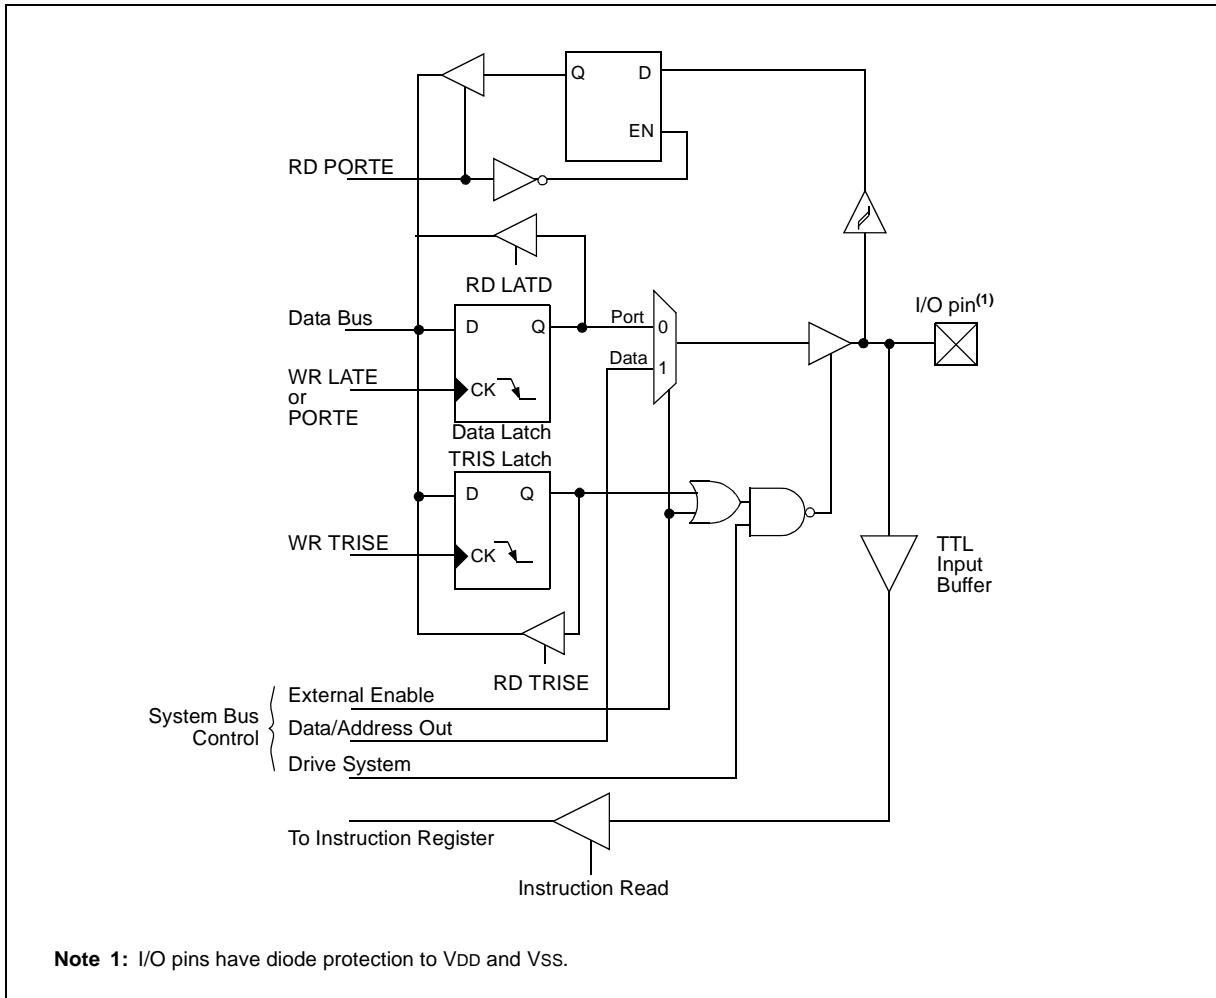 Q D
EN
RD PORTE
RD LATD
I/O pin(1)
Data Bus
D Q
Port 0
Data 1
WR LATE
or
PORTE
CK
Data Latch
TRIS Latch
D Q
WR TRISE
CK
TTL
Input
Buffer
RD TRISE
System Bus
Control
External Enable
Data/Address Out
Drive System
To Instruction Register
Instruction Read
Note 1: I/O pins have diode protection to VDD and VSS.